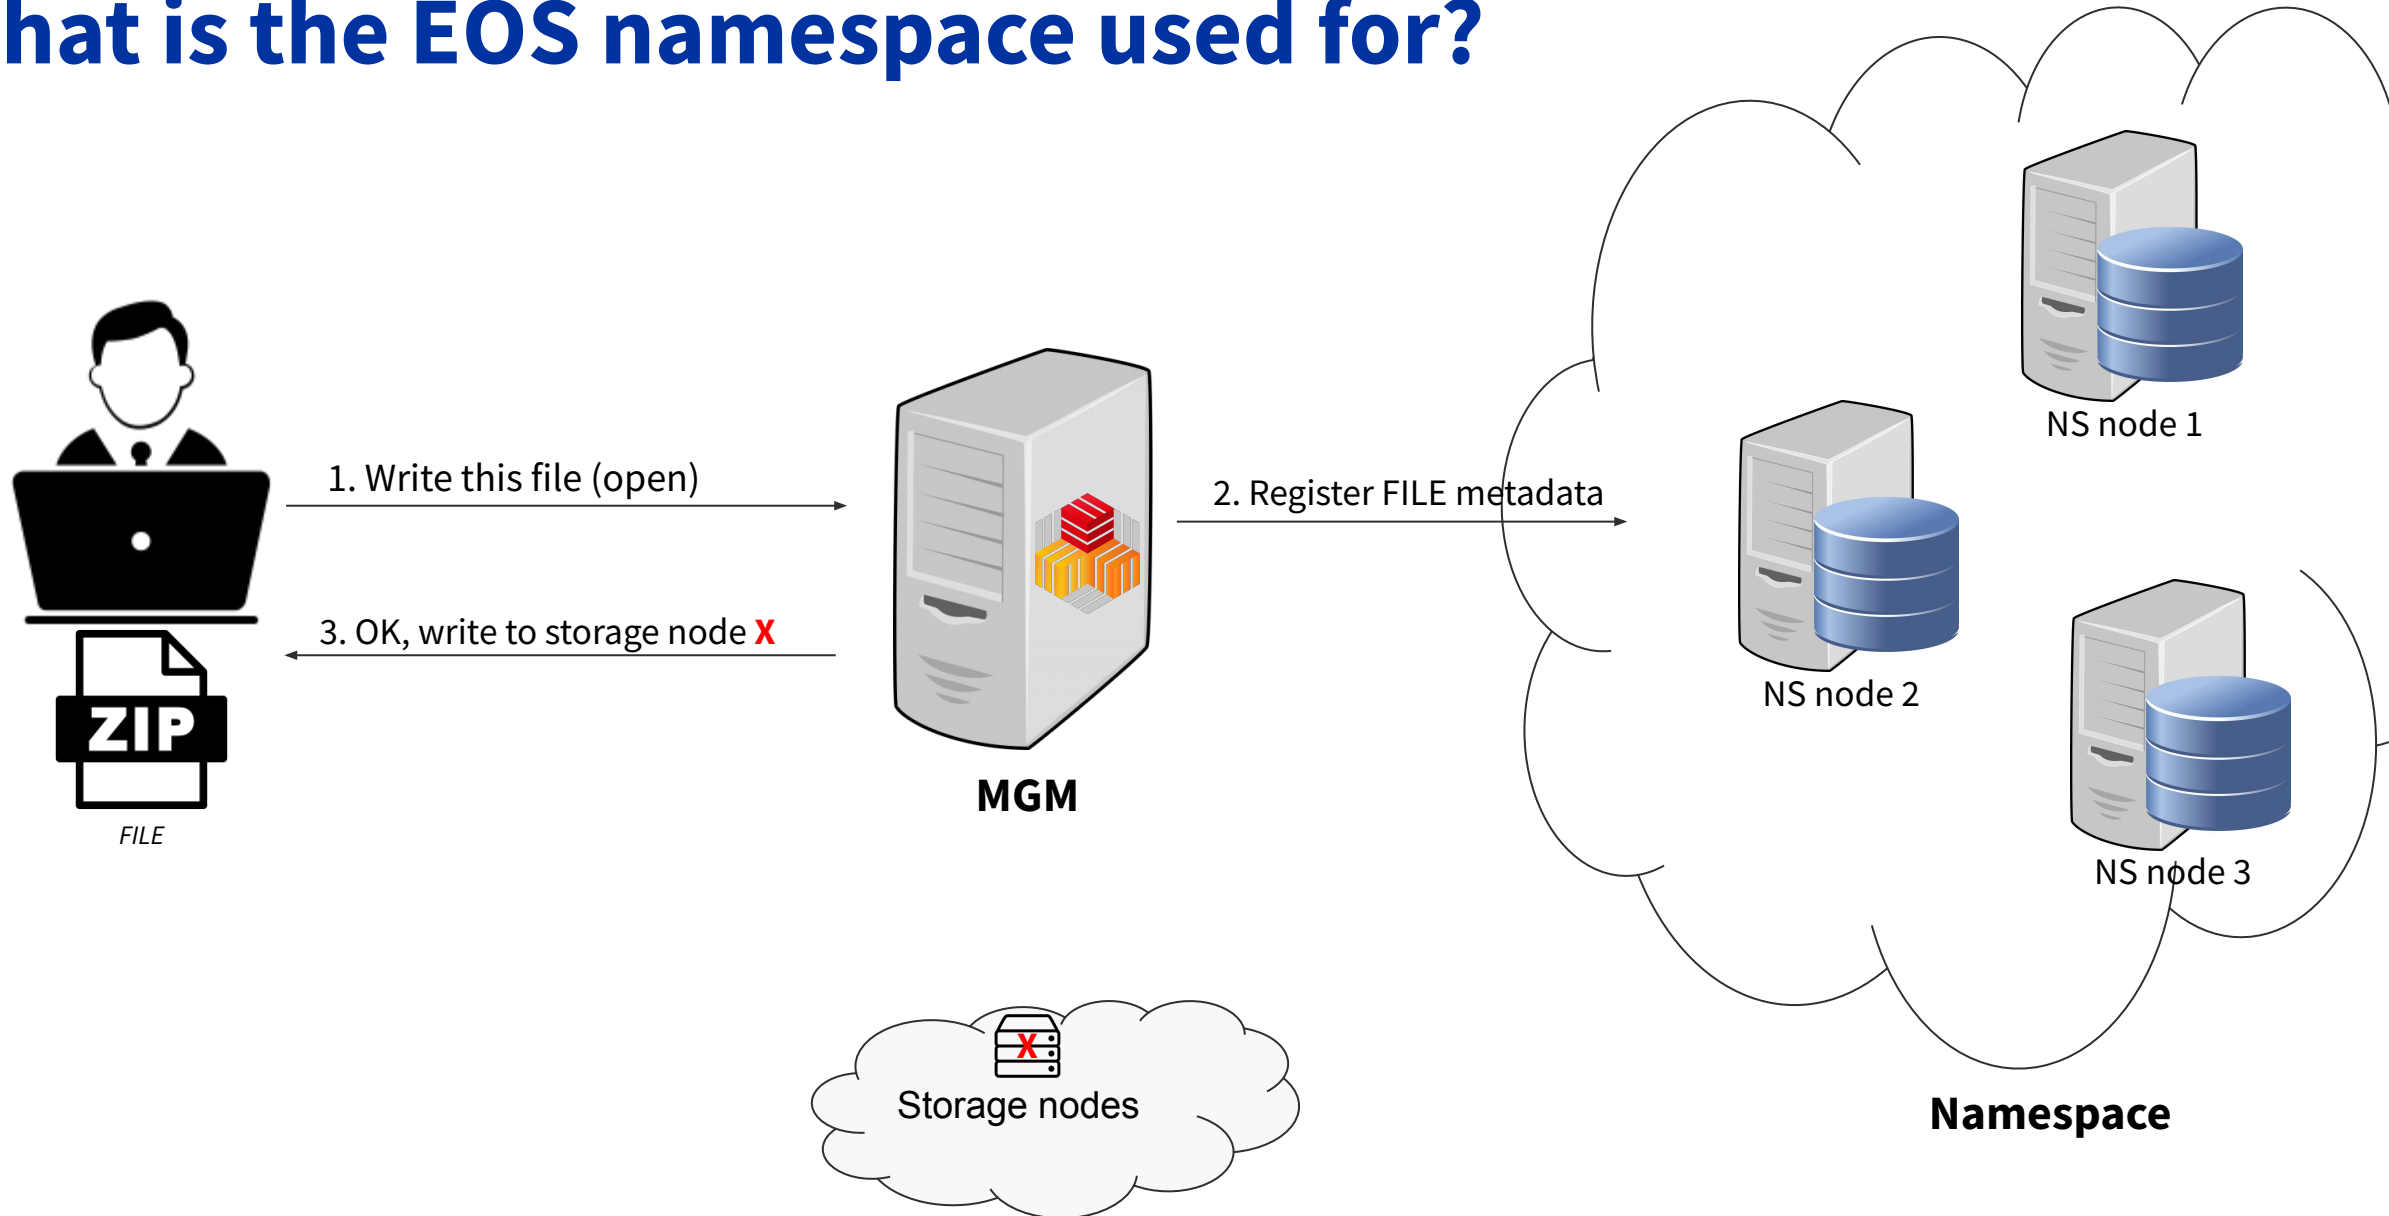 hat is the EOS namespace used for?
NS node 1
1. Write this file (open)
2. Register FILE metadata
3. OK, write to storage node X
NS node 2
ZIP
MGM
FILE
NS node 3
X
Storage nodes
Namespace